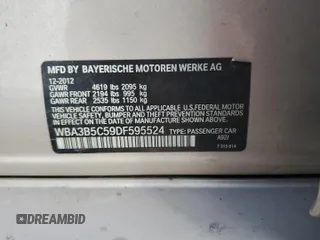 MFD BY BAYERISCHE MOTOREN WERKE AG
12-2012
GVWR 4619 lbs 2095 kg
GAWR FRONT 2194 lbs 995 kg
GAWR REAR 2535 lbs 1150 kg
THIS VEHICLE CONFORMS TO ALL APPLICABLE U.S. FEDERAL MOTOR
VEHICLE SAFETY, BUMPER AND THEFT PREVENTION STANDARDS
IN EFFECT ON THE DATE OF MANUFACTURE SHOWN ABOVE.
WBA3B5C59DF595524 TYPE: PASSENGER CAR
A92I
DREAMBID